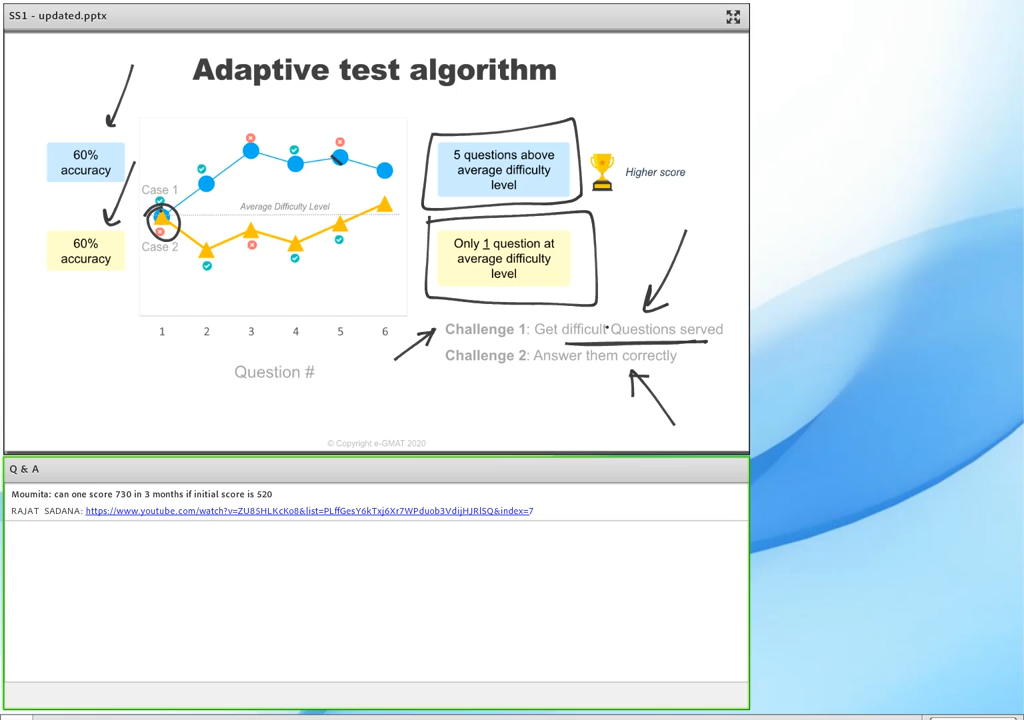 SS1 - updated.pptx
Adaptive test algorithm
60%
accuracy
Case 1
Average Difficulty Level
5 questions above
average difficulty
level
Higher score
60%
accuracy
Case 2
Only 1 question at
average difficulty
level
1 2 3 4 5 6
Question #
Challenge 1: Get difficult Questions served
Challenge 2: Answer them correctly
© Copyright e-GMAT 2020
Q & A
Moumita: can one score 730 in 3 months if initial score is 520
RAJAT SADANA: https://www.youtube.com/watch?v=ZU85HLKcKo8&list=PLffGesY6kTxj6Xr7WPduob3VdijHJRlSQ&index=7